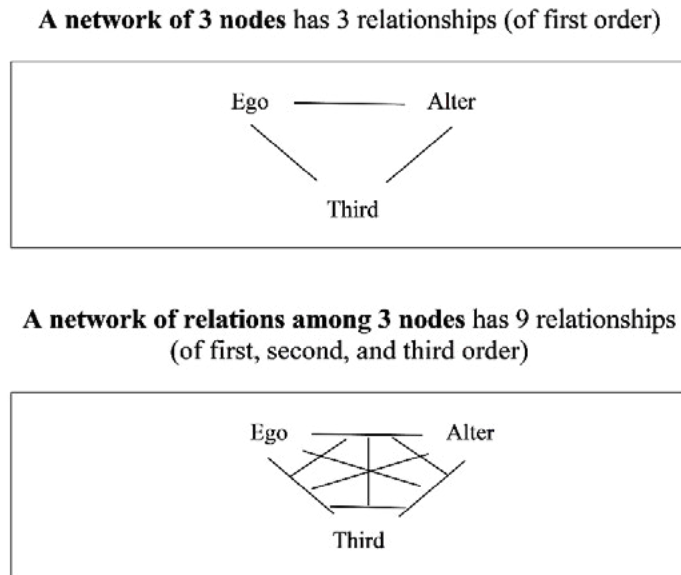 A network of 3 nodes has 3 relationships (of first order)
Ego Alter
Third
A network of relations among 3 nodes has 9 relationships
(of first, second, and third order)
Ego Alter
Third